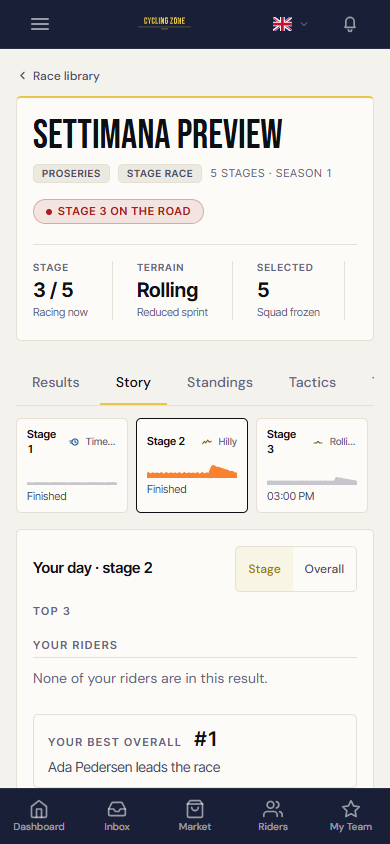 CYCLING ZONE
Race library
SETTIMANA PREVIEW
PROSERIES STAGE RACE 5 STAGES · SEASON 1
STAGE 3 ON THE ROAD
STAGE TERRAIN SELECTED
3 / 5 Rolling 5
Racing now Reduced sprint Squad frozen
Results Story Standings Tactics
Stage 1 Time...
Finished
Stage 2 Hilly
Finished
Stage 3 Rolli...
03:00 PM
Your day · stage 2 Stage Overall
TOP 3
YOUR RIDERS
None of your riders are in this result.
YOUR BEST OVERALL #1
Ada Pedersen leads the race
Dashboard Inbox Market Riders My Team